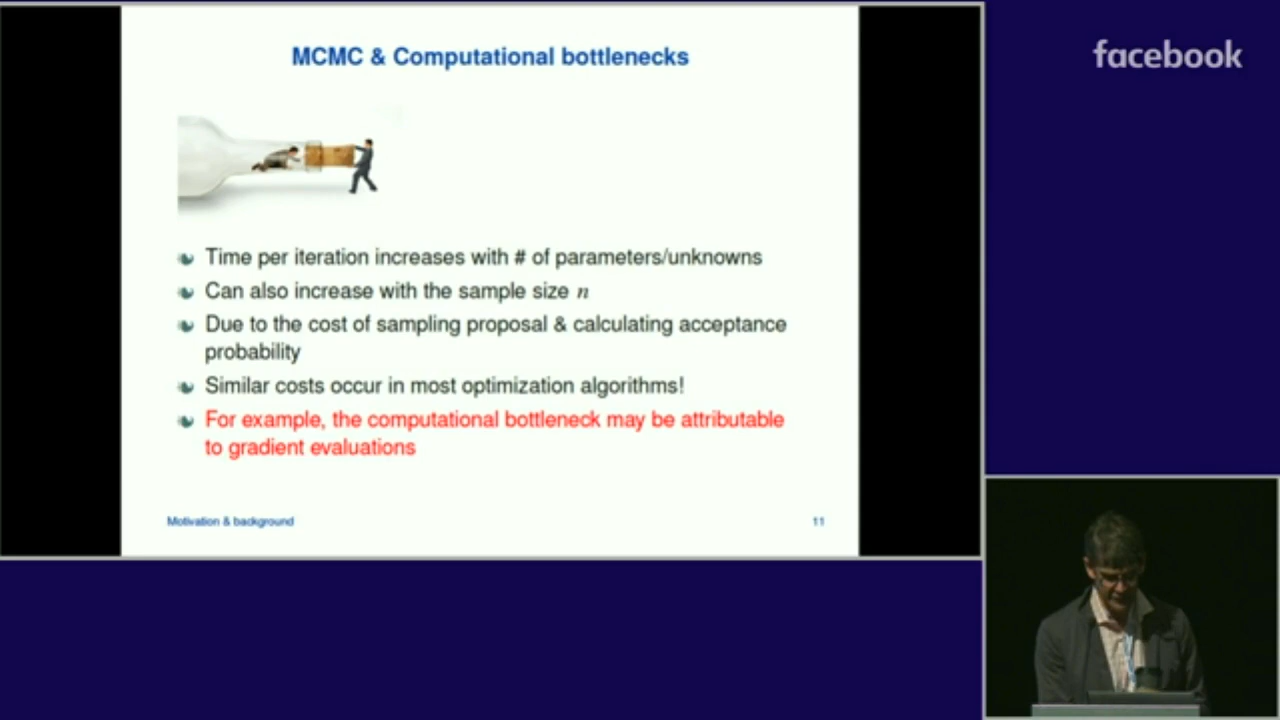 MCMC & Computational bottlenecks
facebook
Time per iteration increases with # of parameters/unknowns
Can also increase with the sample size n
Due to the cost of sampling proposal & calculating acceptance
probability
Similar costs occur in most optimization algorithms!
For example, the computational bottleneck may be attributable
to gradient evaluations
Motivation & background
11